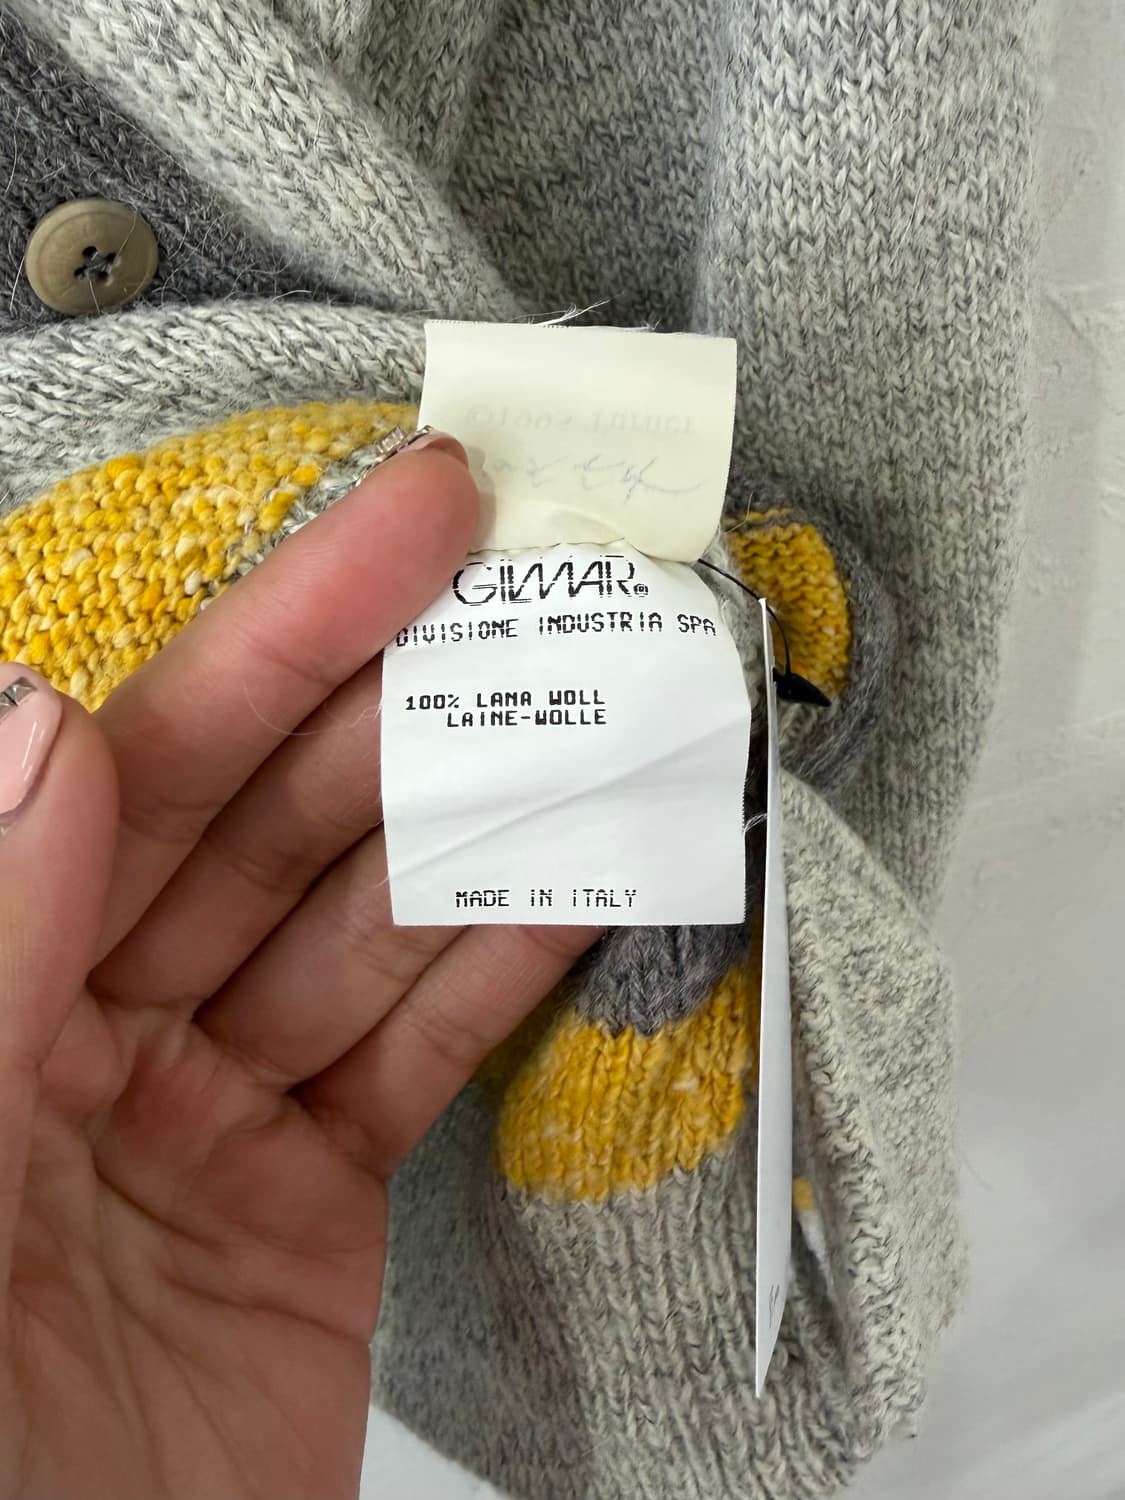 GILMAR®
DIVISIONE INDUSTRIA SPA
100% LANA WOLL
LAINE-WOLLE
MADE IN ITALY